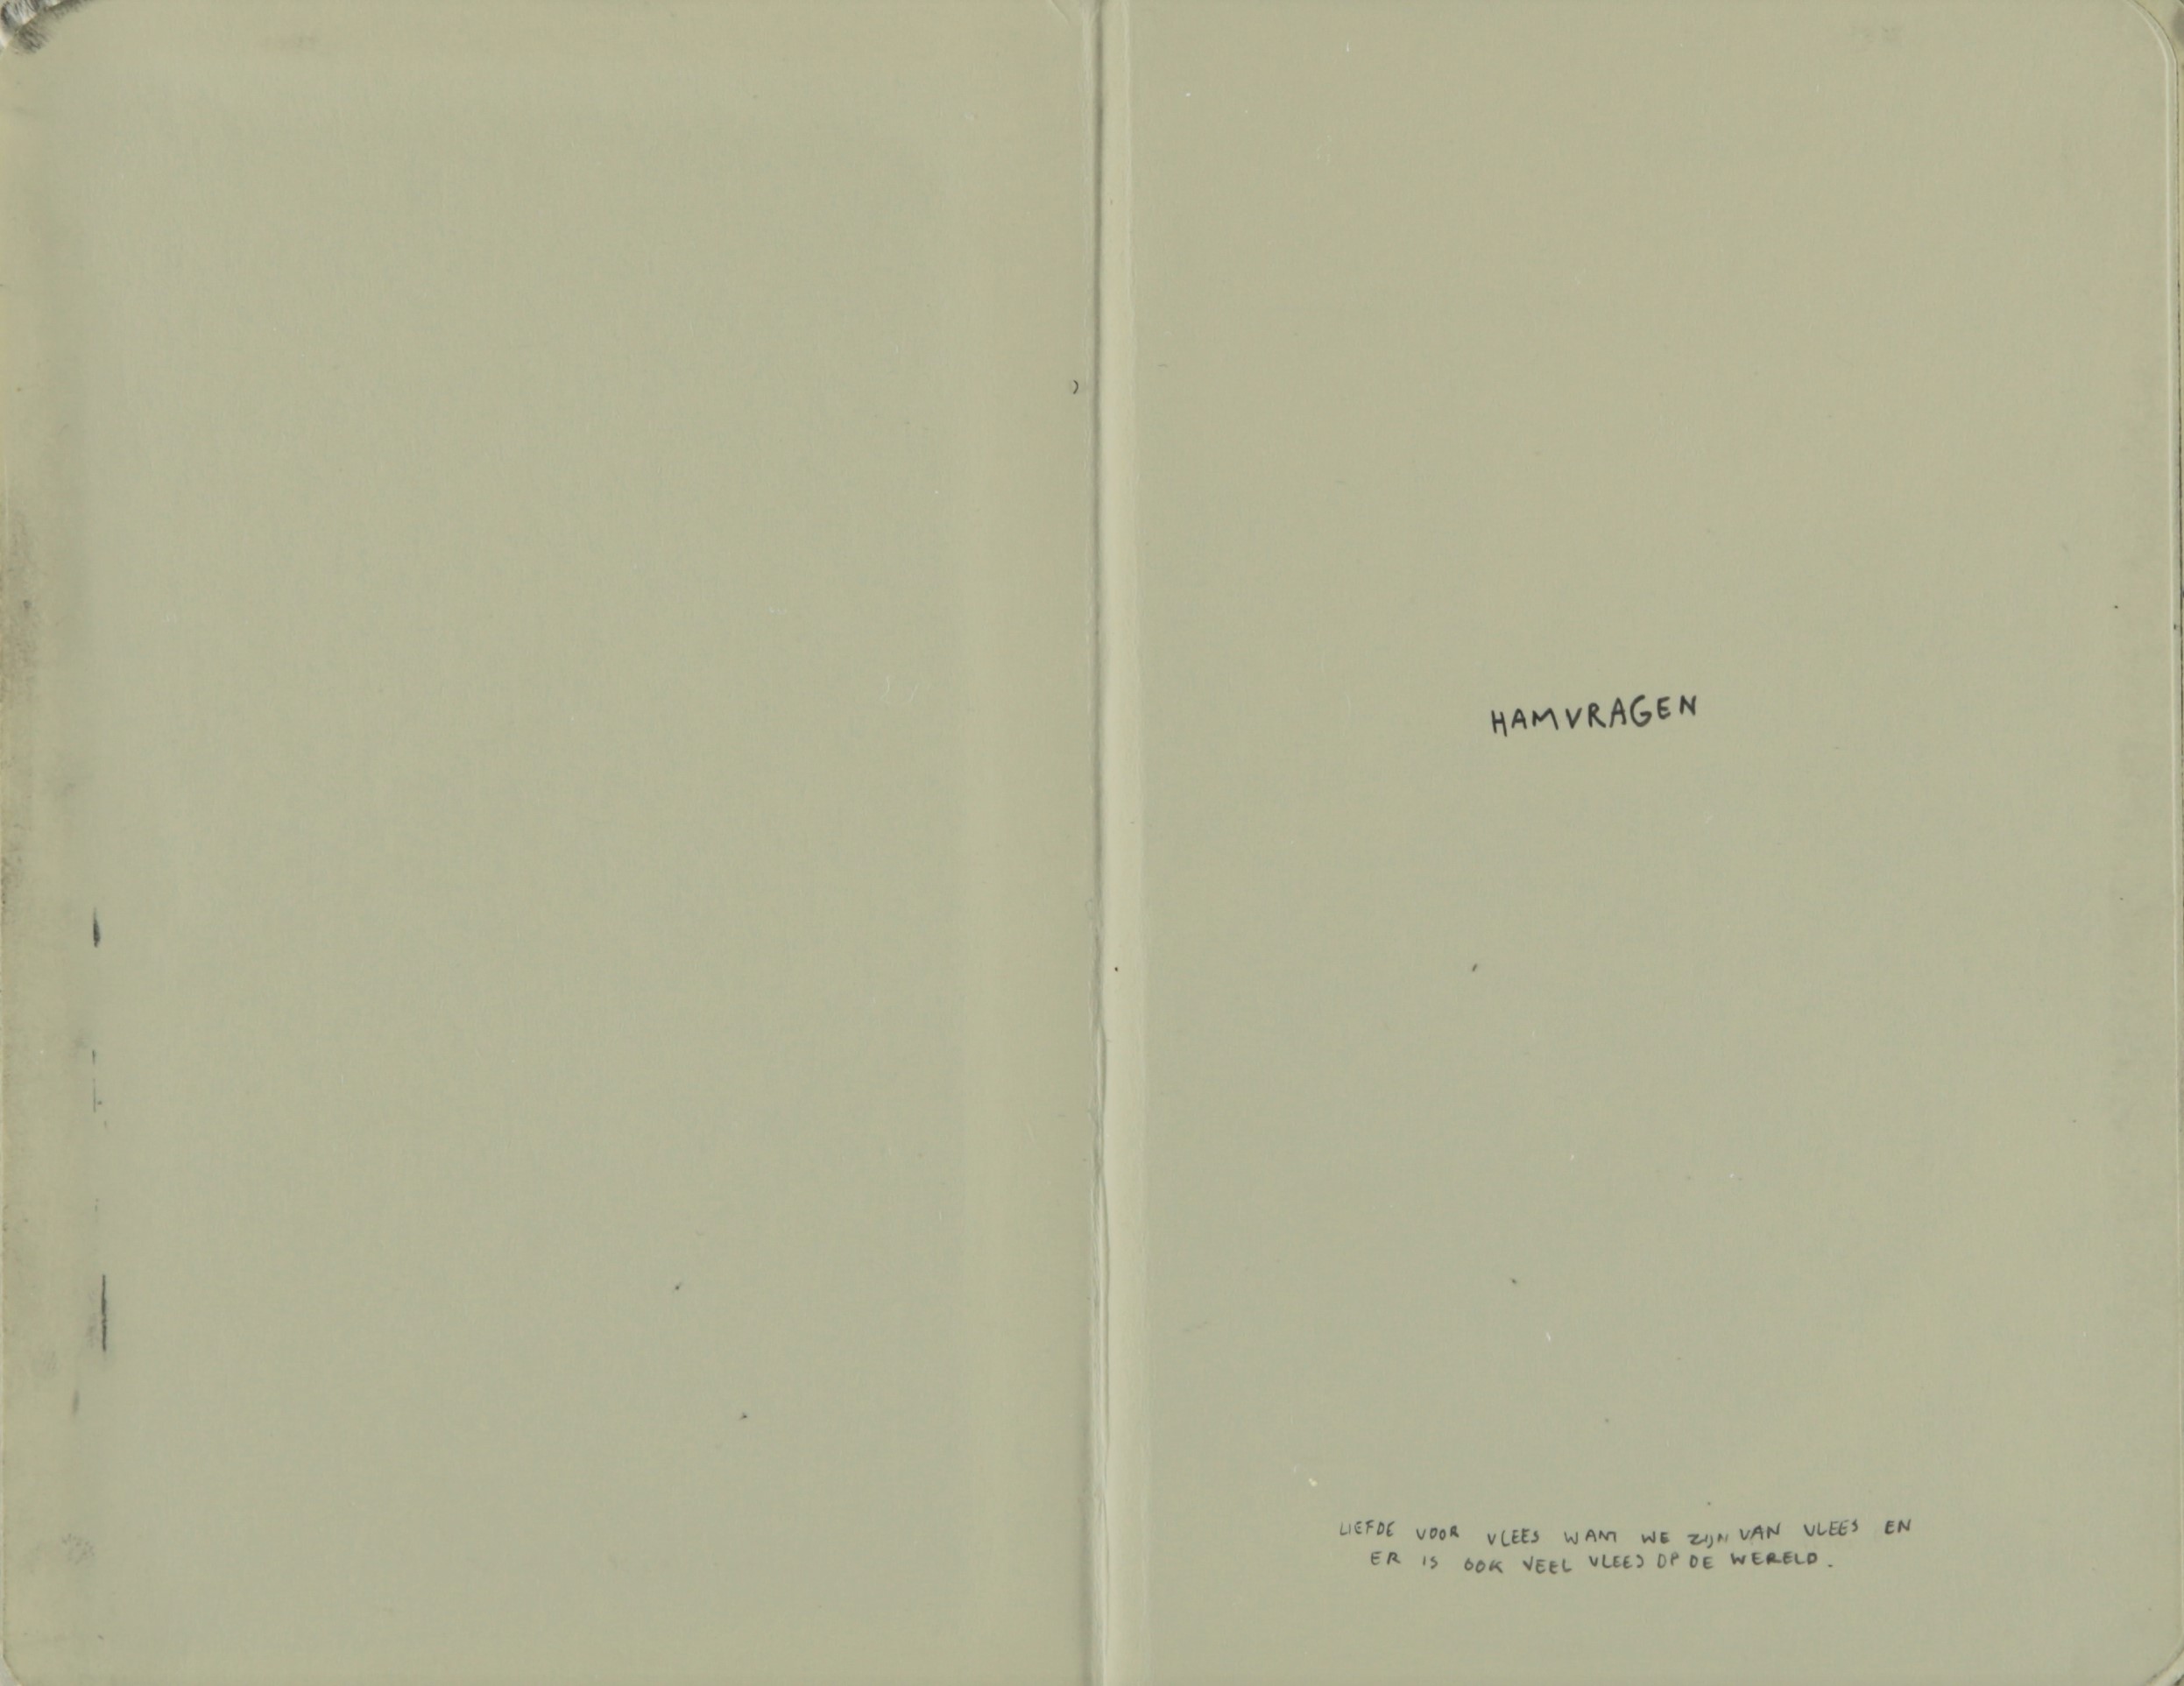 HAMVRAGEN
LIEFDE VOOR VLEES WANT WE ZIJN VAN VLEES EN
ER IS OOK VEEL VLEES OP DE WERELD.